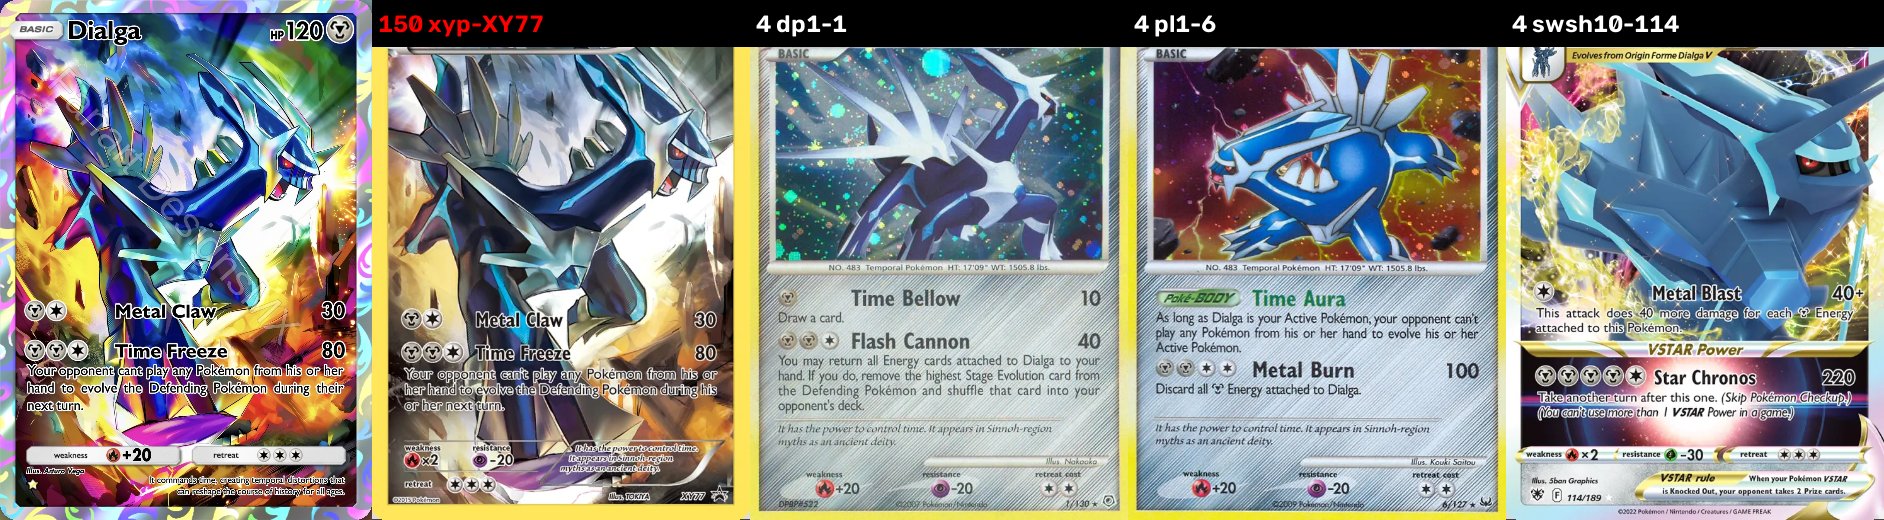 BASIC Dialga HP120
Metal Claw 30
Time Freeze 80
Your opponent cant play any Pokémon from his or her
hand to evolve the Defending Pokémon during their
next turn.
weakness +20 retreat
Illus. Arturo Vega
It commands time, creating temporal distortions that
can reshape the course of history for all ages.
150 xyp-XY77
Metal Claw 30
Time Freeze 80
Your opponent can't play any Pokémon from his or
her hand to evolve the Defending Pokémon during his
or her next turn.
weakness ×2 resistance -20
It has the power to control time.
It appears in Sinnoh-region
myths as an ancient deity.
retreat
©2015 Pokémon Illus. TOKIYA XY77
4 dp1-1
BASIC
NO. 483 Temporal Pokémon HT: 17'09" WT: 1505.8 lbs.
Time Bellow 10
Draw a card.
Flash Cannon 40
You may return all Energy cards attached to Dialga to your
hand. If you do, remove the highest Stage Evolution card from
the Defending Pokémon and shuffle that card into your
opponent's deck.
It has the power to control time. It appears in Sinnoh-region
myths as an ancient deity.
Illus. Nakaoka
weakness +20 resistance -20 retreat cost
DPBP#522 ©2007 Pokémon/Nintendo 1/130
4 pl1-6
BASIC
NO. 483 Temporal Pokémon HT: 17'09" WT: 1505.8 lbs.
Poké-BODY Time Aura
As long as Dialga is your Active Pokémon, your opponent can't
play any Pokémon from his or her hand to evolve his or her
Active Pokémon.
Metal Burn 100
Discard all Energy attached to Dialga.
It has the power to control time. It appears in Sinnoh-region
myths as an ancient deity.
Illus. Kouki Saitou
weakness +20 resistance -20 retreat cost
©2009 Pokémon/Nintendo 6/127
4 swsh10-114
Evolves from Origin Forme Dialga V
Metal Blast 40+
This attack does 40 more damage for each Energy
attached to this Pokémon.
VSTAR Power
Star Chronos 220
Take another turn after this one. (Skip Pokémon Checkup.)
(You can't use more than 1 VSTAR Power in a game.)
weakness ×2 resistance -30 retreat
Illus. 5ban Graphics
F 114/189
VSTAR rule When your Pokémon VSTAR
is Knocked Out, your opponent takes 2 Prize cards.
©2022 Pokémon / Nintendo / Creatures / GAME FREAK